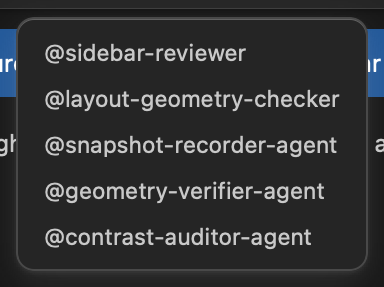 @sidebar-reviewer
@layout-geometry-checker
@snapshot-recorder-agent
@geometry-verifier-agent
@contrast-auditor-agent